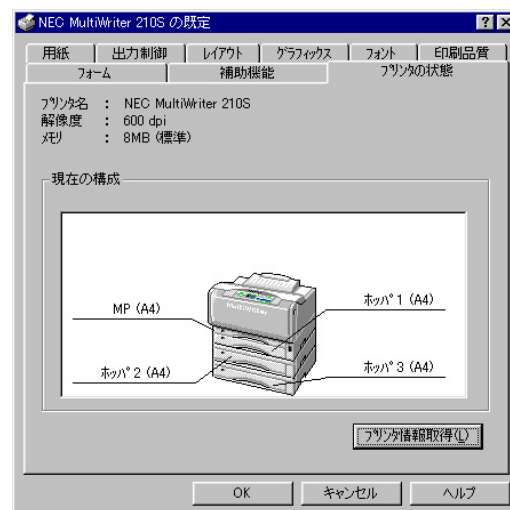 NEC MultiWriter 210S の既定
用紙 出力制御 レイアウト グラフィックス フォント 印刷品質
フォーム 補助機能 プリンタの状態
プリンタ名 : NEC MultiWriter 210S
解像度 : 600 dpi
メモリ : 8MB (標準)
現在の構成
MP (A4)
ホッパ 1 (A4)
ホッパ 2 (A4)
ホッパ 3 (A4)
MultiWriter
プリンタ情報取得(L)
OK キャンセル ヘルプ